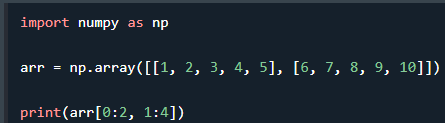 import numpy as np
arr = np.array([[1, 2, 3, 4, 5], [6, 7, 8, 9, 10]])
print(arr[0:2, 1:4])